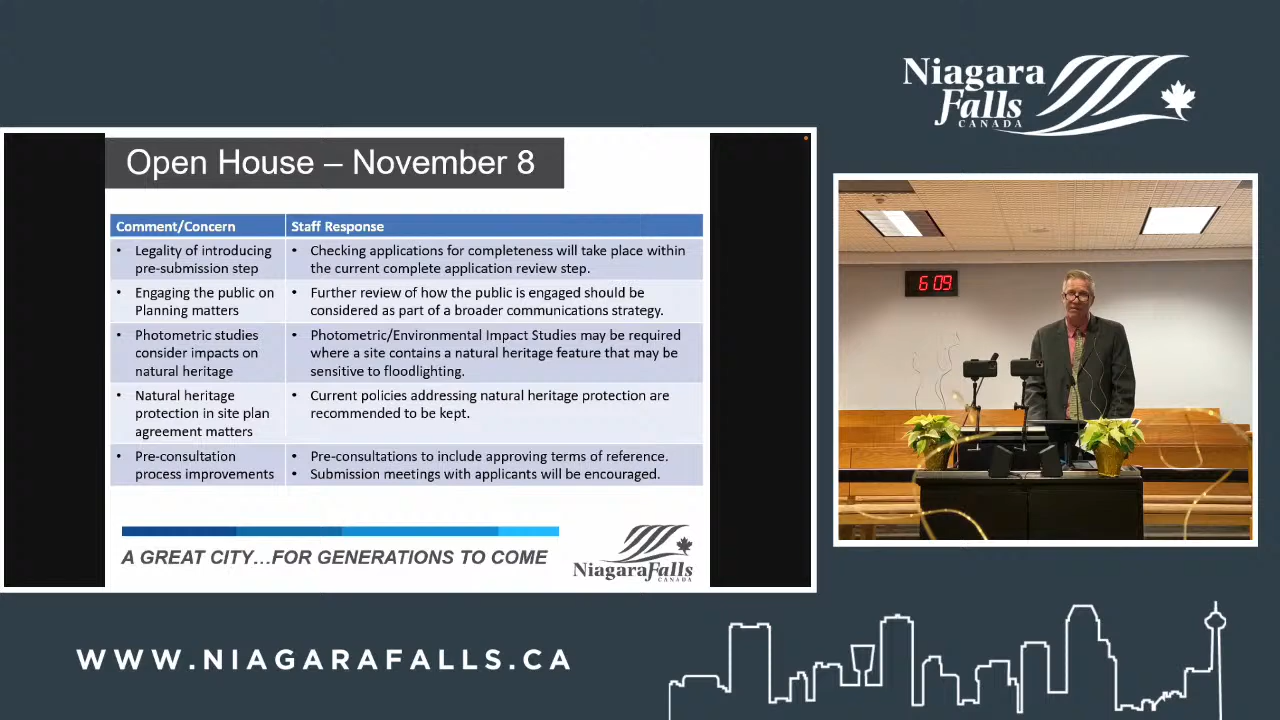 Niagara
Falls
CANADA
Open House – November 8
Comment/Concern
Staff Response
• Legality of introducing
pre-submission step
• Checking applications for completeness will take place within
the current complete application review step.
• Engaging the public on
Planning matters
• Further review of how the public is engaged should be
considered as part of a broader communications strategy.
• Photometric studies
consider impacts on
natural heritage
• Photometric/Environmental Impact Studies may be required
where a site contains a natural heritage feature that may be
sensitive to floodlighting.
• Natural heritage
protection in site plan
agreement matters
• Current policies addressing natural heritage protection are
recommended to be kept.
• Pre-consultation
process improvements
• Pre-consultations to include approving terms of reference.
• Submission meetings with applicants will be encouraged.
A GREAT CITY...FOR GENERATIONS TO COME
NiagaraFalls
CANADA
6 09
WWW.NIAGARAFALLS.CA